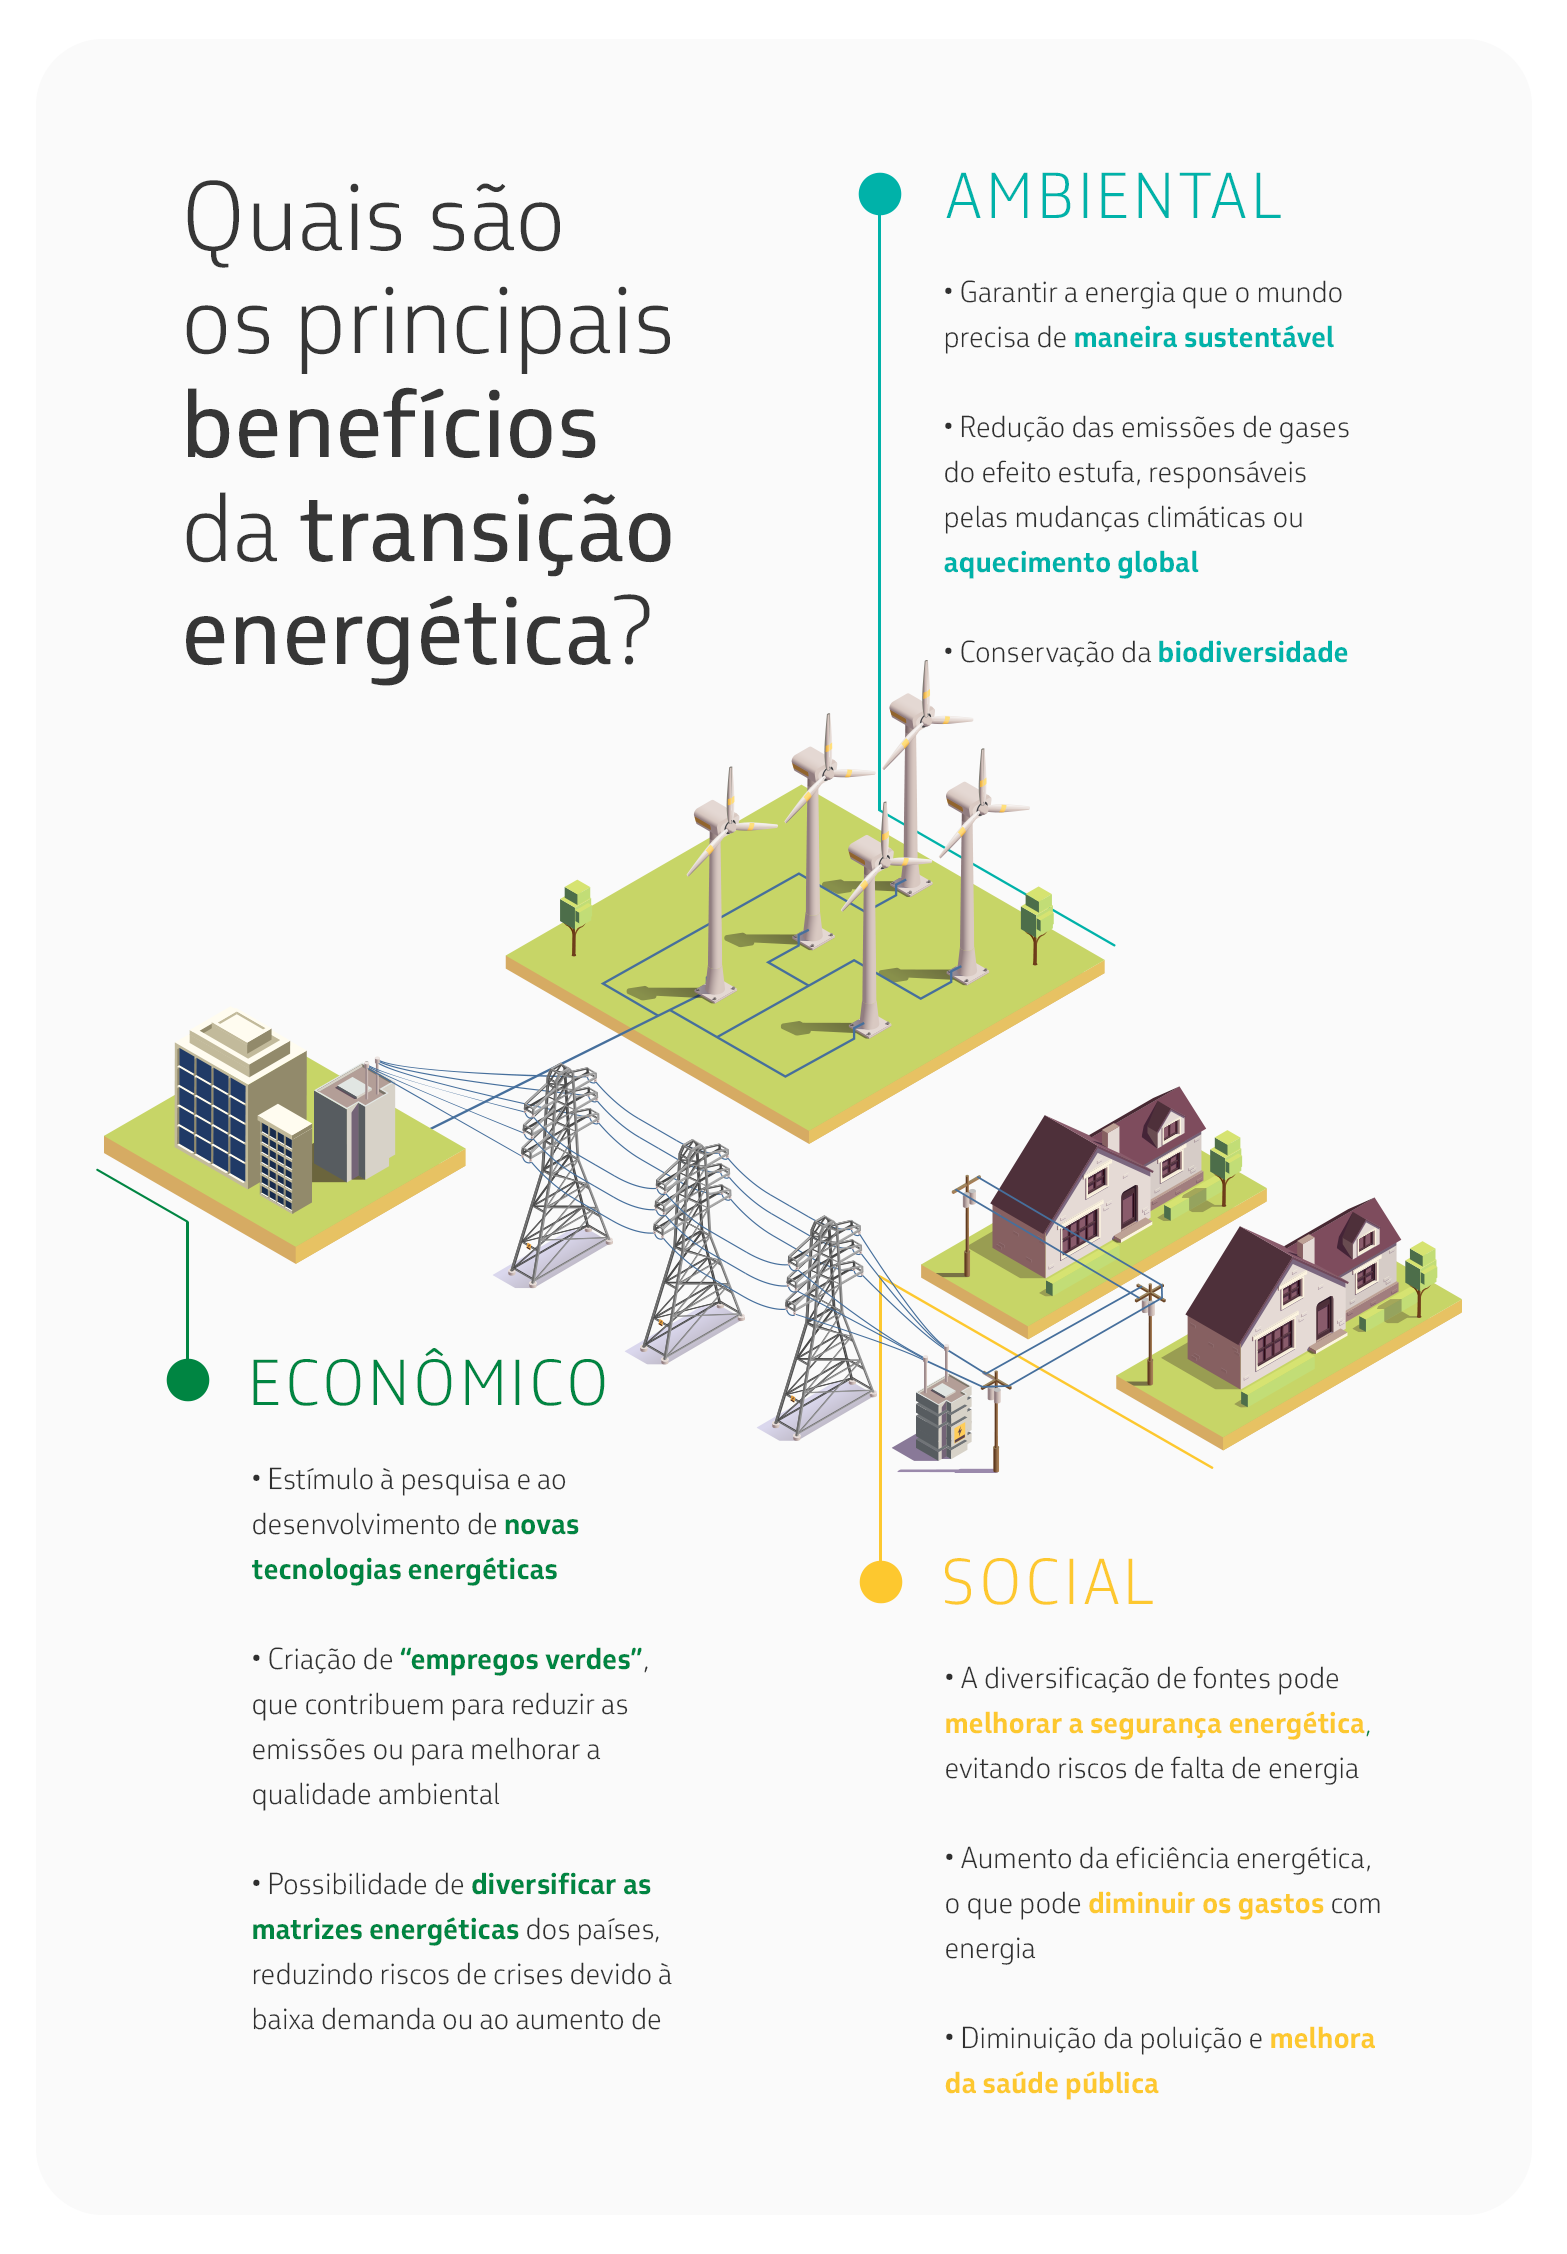 Quais são
os principais
benefícios
da transição
energética?
AMBIENTAL
• Garantir a energia que o mundo
precisa de maneira sustentável
• Redução das emissões de gases
do efeito estufa, responsáveis
pelas mudanças climáticas ou
aquecimento global
• Conservação da biodiversidade
ECONÔMICO
• Estímulo à pesquisa e ao
desenvolvimento de novas
tecnologias energéticas
• Criação de “empregos verdes”,
que contribuem para reduzir as
emissões ou para melhorar a
qualidade ambiental
• Possibilidade de diversificar as
matrizes energéticas dos países,
reduzindo riscos de crises devido à
baixa demanda ou ao aumento de
SOCIAL
• A diversificação de fontes pode
melhorar a segurança energética,
evitando riscos de falta de energia
• Aumento da eficiência energética,
o que pode diminuir os gastos com
energia
• Diminuição da poluição e melhora
da saúde pública